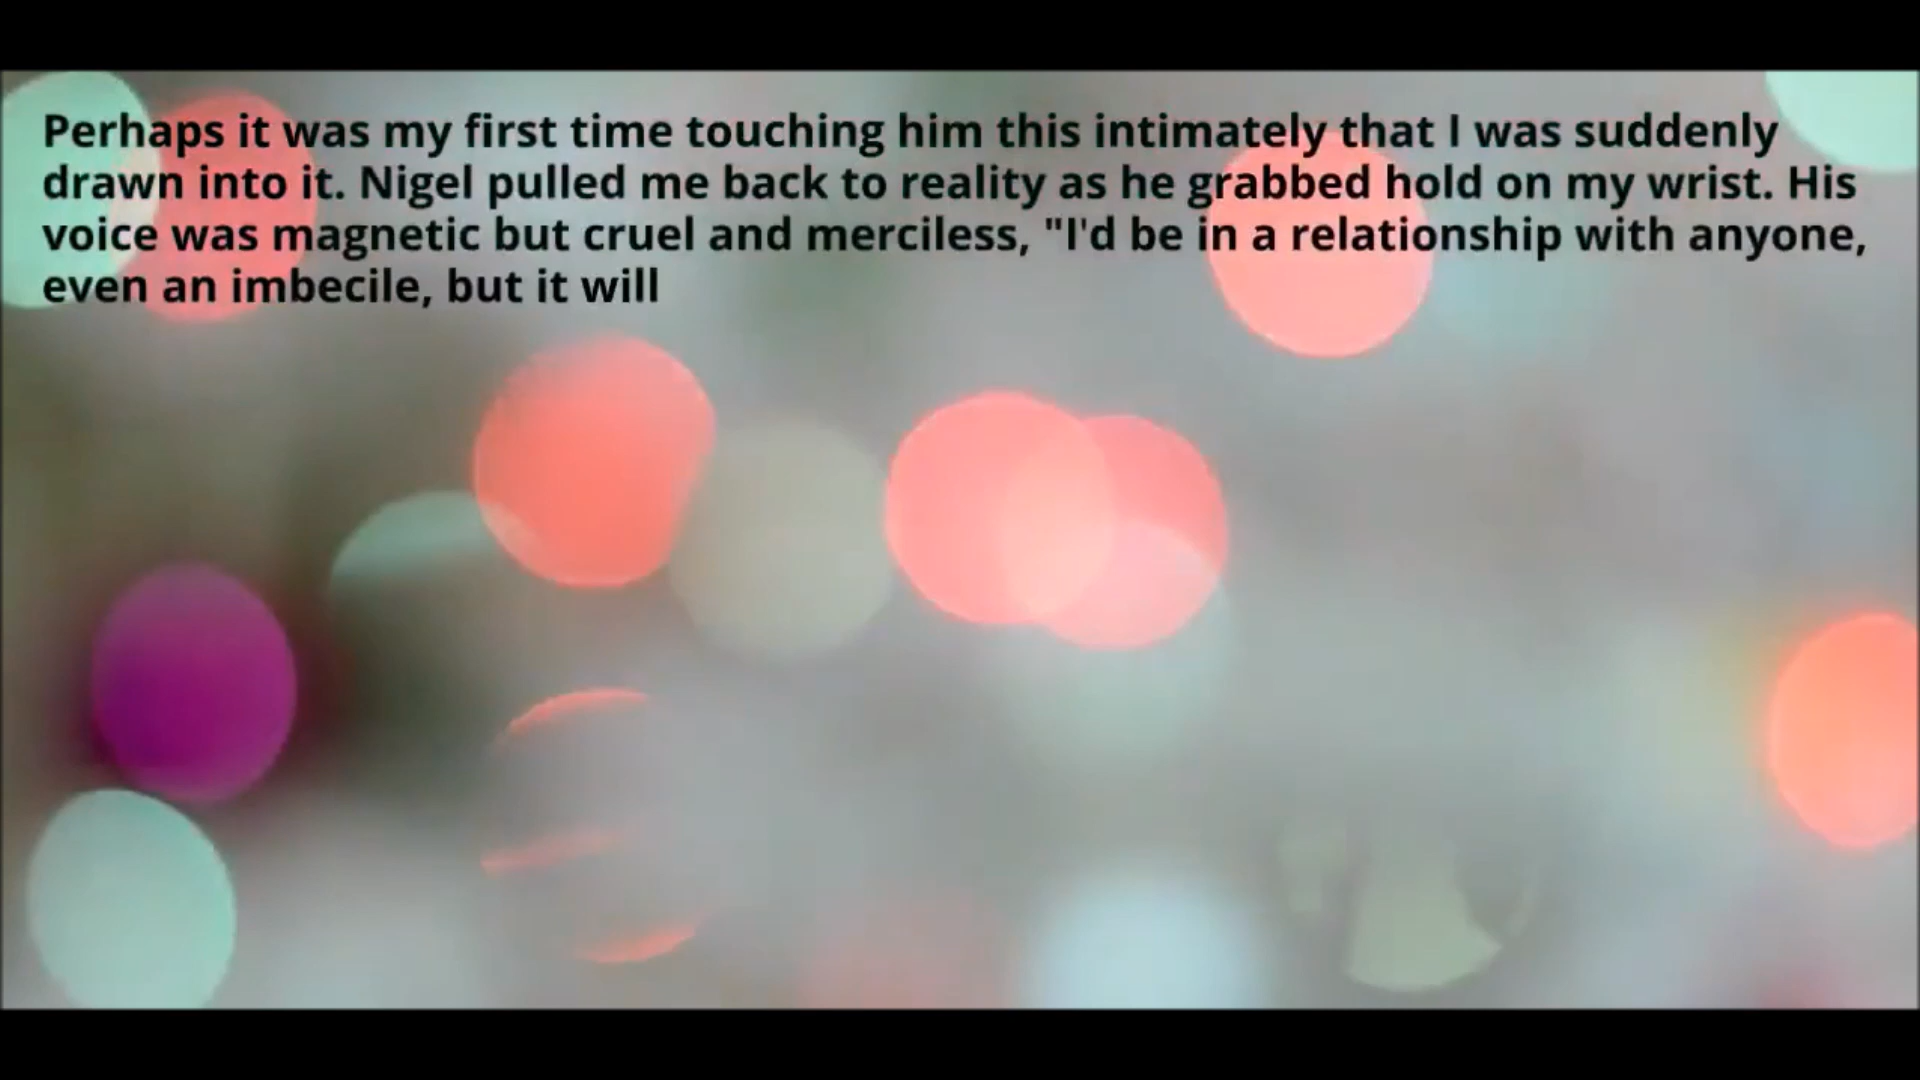 Perhaps it was my first time touching him this intimately that I was suddenly
drawn into it. Nigel pulled me back to reality as he grabbed hold on my wrist. His
voice was magnetic but cruel and merciless, "I'd be in a relationship with anyone,
even an imbecile, but it will